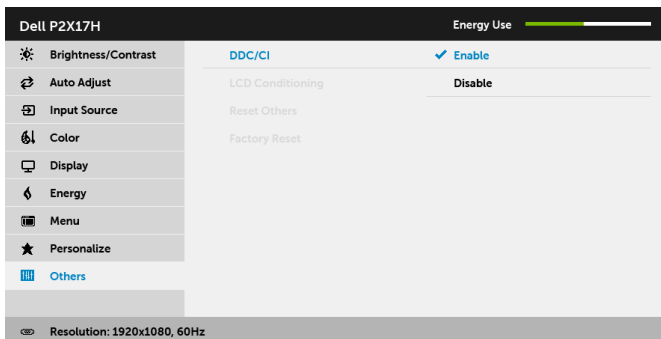 Dell P2X17H Energy Use
Brightness/Contrast DDC/CI Enable
Auto Adjust LCD Conditioning Disable
Input Source Reset Others
Color Factory Reset
Display
Energy
Menu
Personalize
Others
Resolution: 1920x1080, 60Hz